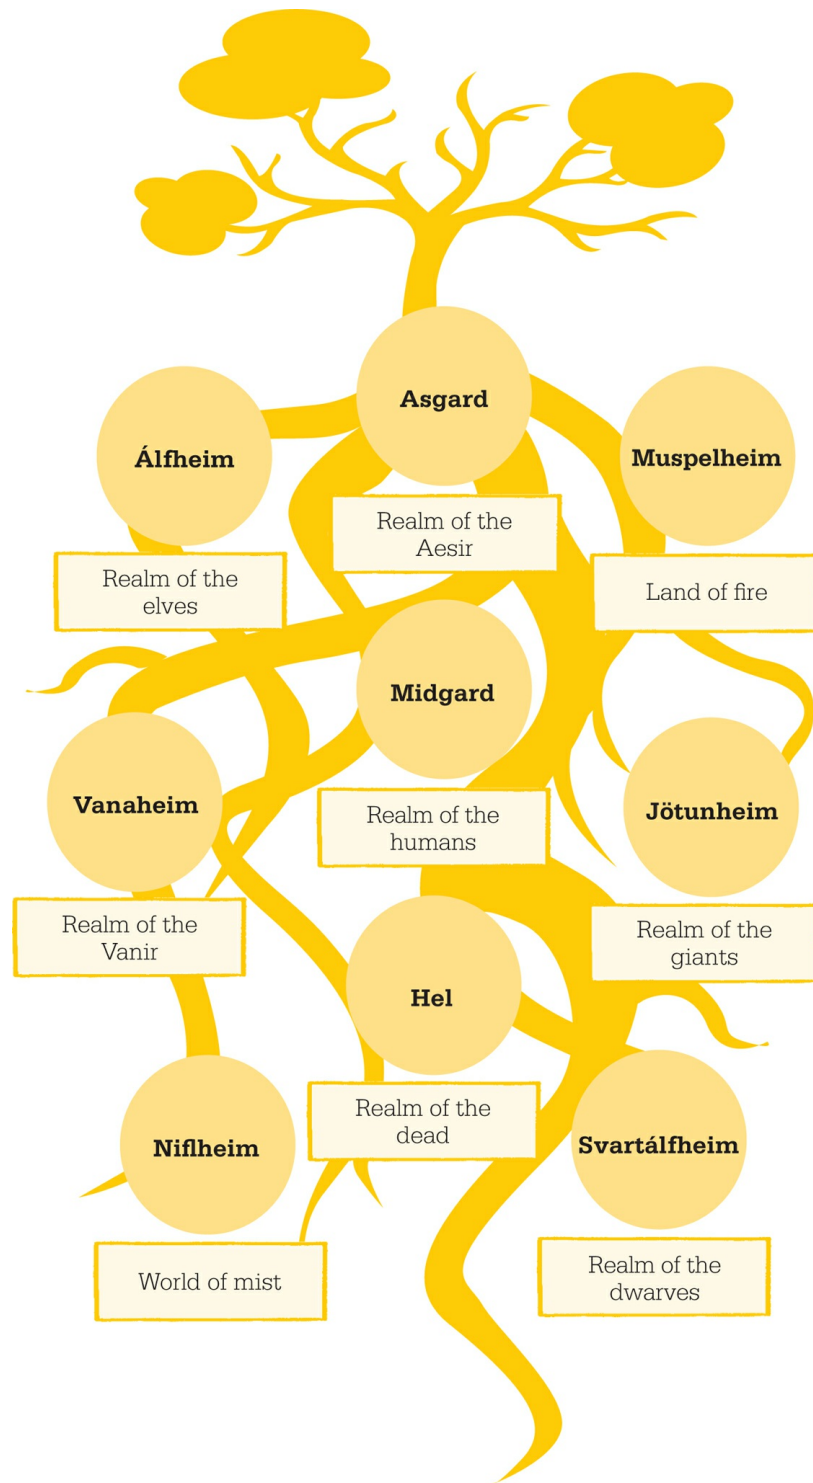 Asgard
Realm of the
Aesir
Álfheim
Realm of the
elves
Muspelheim
Land of fire
Midgard
Realm of the
humans
Vanaheim
Realm of the
Vanir
Jötunheim
Realm of the
giants
Hel
Realm of the
dead
Niflheim
World of mist
Svartálfheim
Realm of the
dwarves